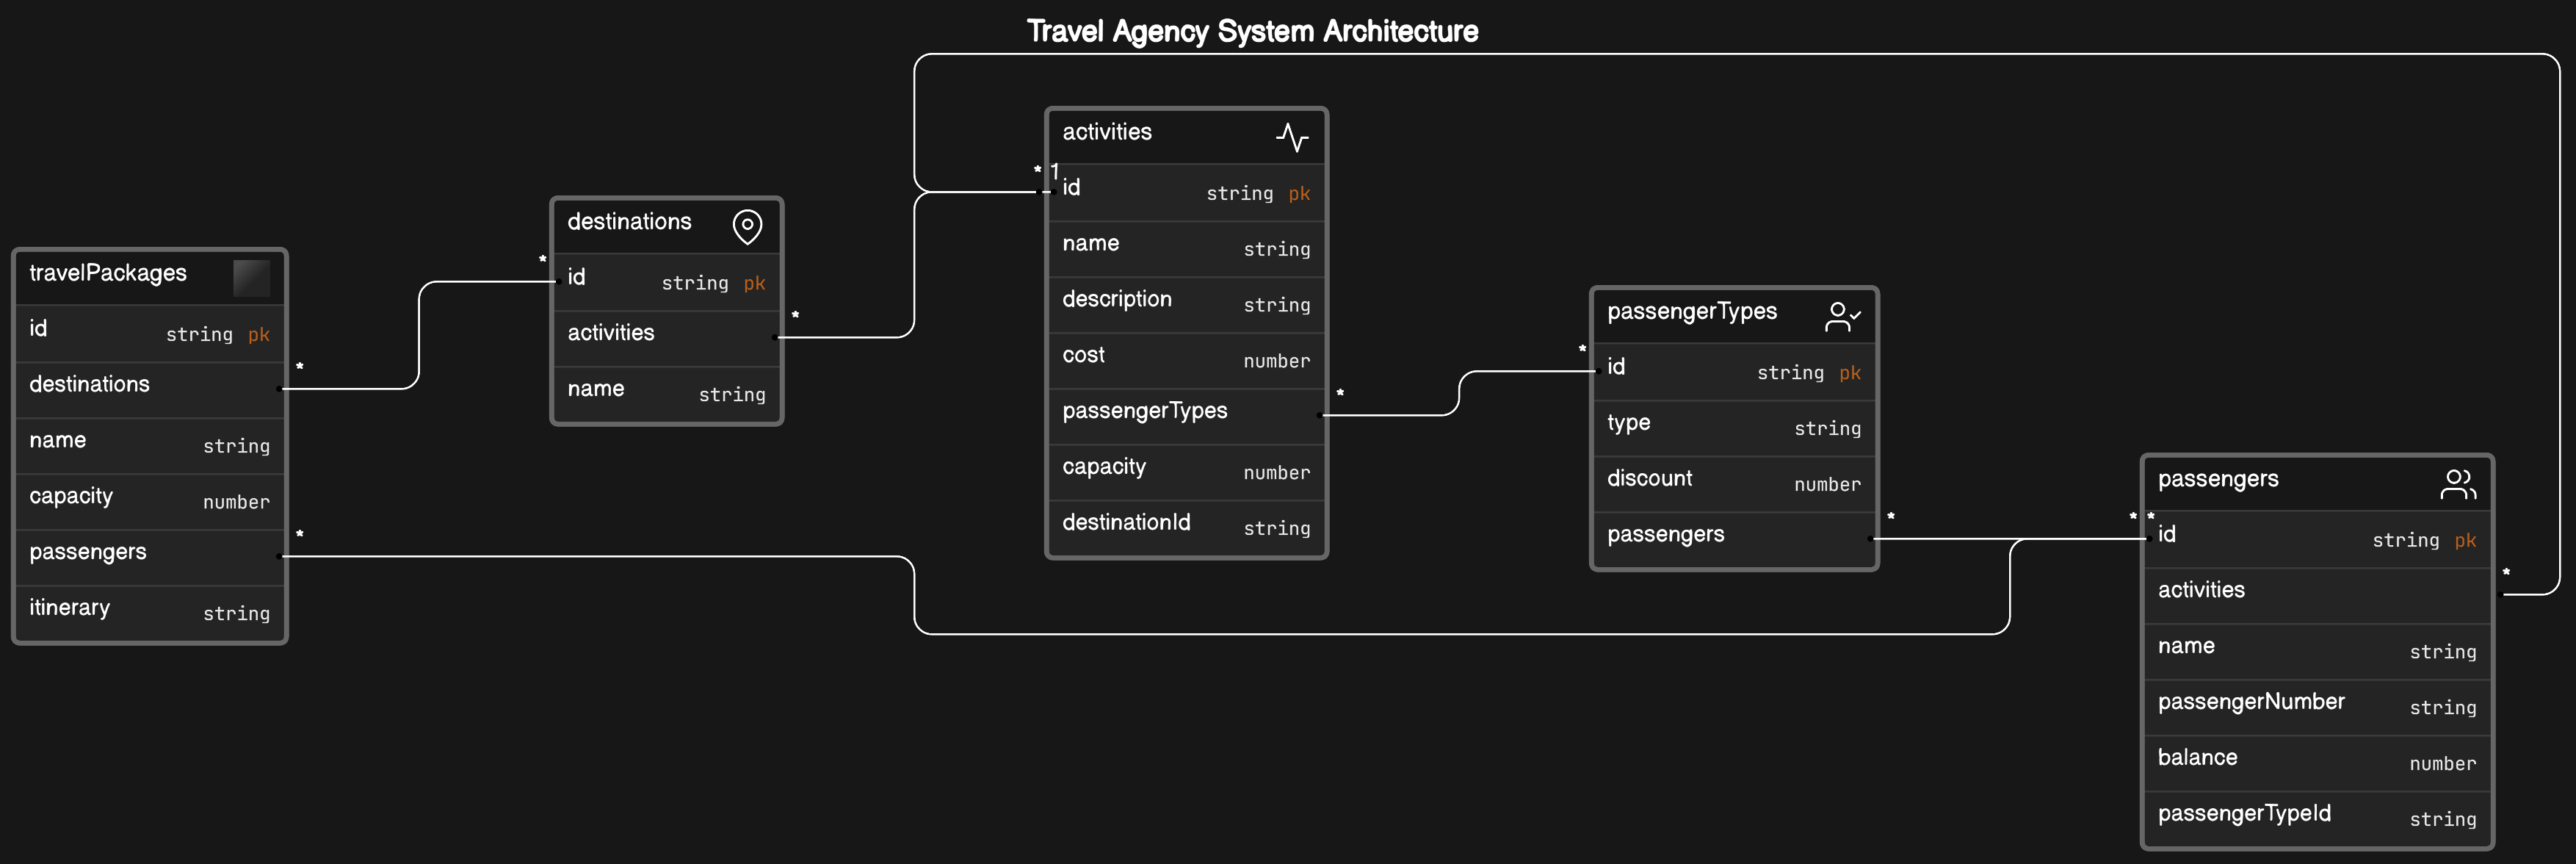 Travel Agency System Architecture
travelPackages
id string pk
destinations *
name string
capacity number
passengers *
itinerary string
destinations
* id string pk
activities *
name string
activities
* 1 id string pk
name string
description string
cost number
passengerTypes *
capacity number
destinationId string
passengerTypes
* id string pk
type string
discount number
passengers *
passengers
* * id string pk
activities *
name string
passengerNumber string
balance number
passengerTypeId string